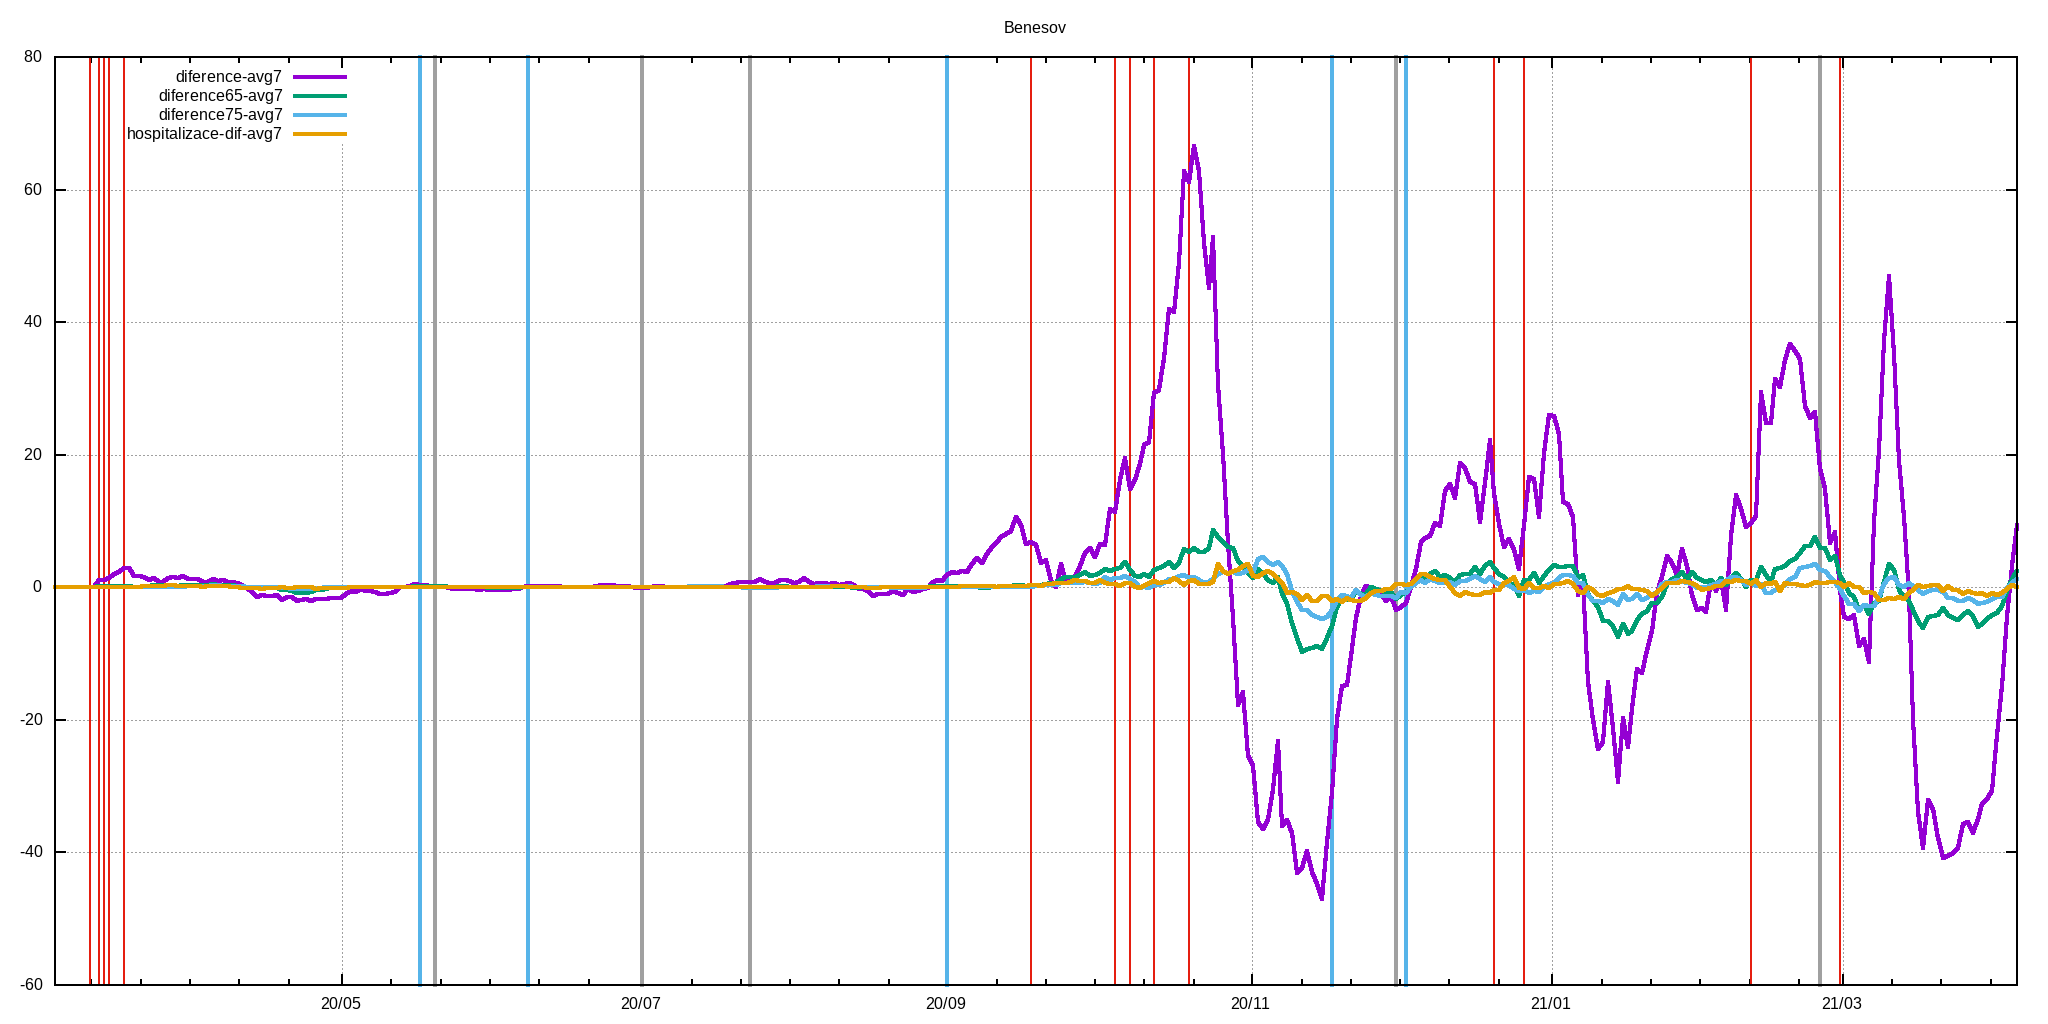 Benesov
80
diference-avg7
diference65-avg7
diference75-avg7
hospitalizace-dif-avg7
60
40
20
0
-20
-40
-60
20/05 20/07 20/09 20/11 21/01 21/03